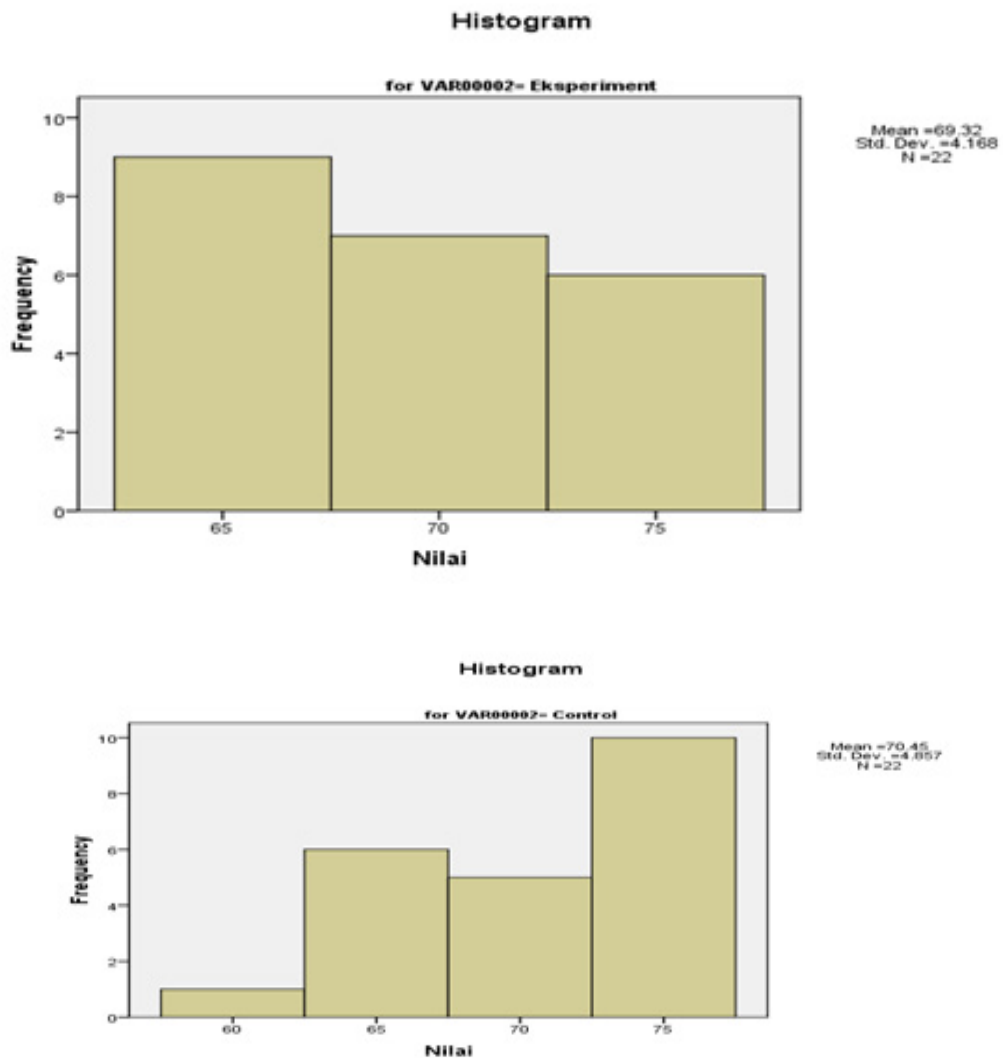 Histogram
for VAR00002= Eksperiment
Mean =69.32
Std. Dev. =4.168
N =22
10
8
6
4
2
0
Frequency
65 70 75
Nilai
Histogram
for VAR00002= Control
Mean =70.45
Std. Dev. =4.857
N =22
10
8
6
4
2
0
Frequency
60 65 70 75
Nilai